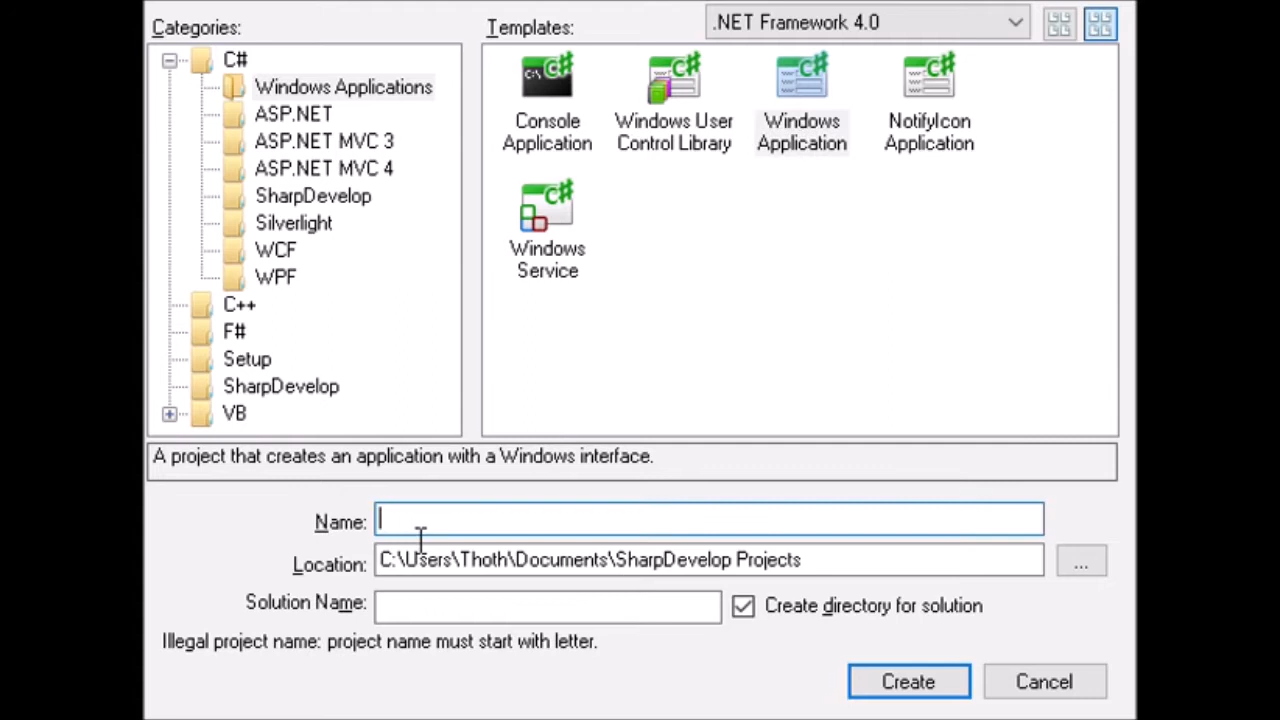 Categories:
Templates:
.NET Framework 4.0
C#
Windows Applications
ASP.NET
ASP.NET MVC 3
ASP.NET MVC 4
SharpDevelop
Silverlight
WCF
WPF
C++
F#
Setup
SharpDevelop
VB
C:\
C#
Console
Application
C#
Windows User
Control Library
C#
Windows
Application
C#
NotifyIcon
Application
C#
Windows
Service
A project that creates an application with a Windows interface.
Name:
Location:
C:\Users\Thoth\Documents\SharpDevelop Projects
...
Solution Name:
Create directory for solution
Illegal project name: project name must start with letter.
Create
Cancel